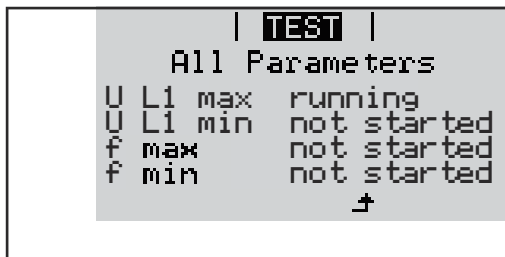 TEST
All Parameters
U L1 max running
U L1 min not started
f max not started
f min not started